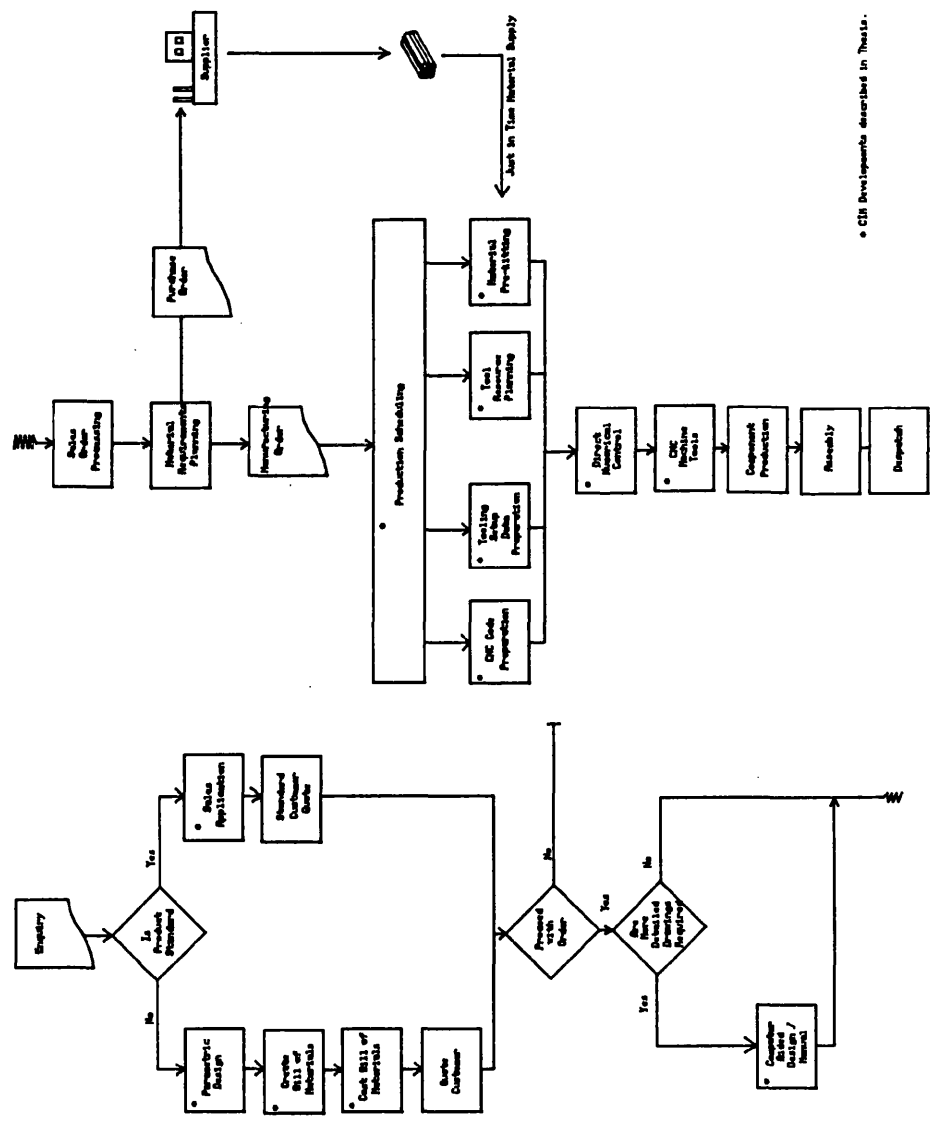 Enquiry
Is
Product
Standard
No
Yes
• Parametric
Design
• Create
Bill of
Materials
• Cost Bill of
Materials
Quote
Customer
• Sales
Application
Standard
Customer
Quote
Proceed
with
Order
No
Yes
Are
More
Detailed
Drawings
Required
Yes
No
• Computer
Aided
Design /
Manual
Sales
Order
Processing
Material
Requirements
Planning
Purchase
Order
Supplier
Just in Time Material Supply
Manufacturing
Order
• Production Scheduling
• CNC Code
Preparation
• Tooling
Setup
Data
Preparation
• Tool
Resource
Planning
• Material
Pre-kitting
• Direct
Numerical
Control
• CNC
Machine
Tools
Component
Production
Assembly
Despatch
• CIM Developments described in Thesis.